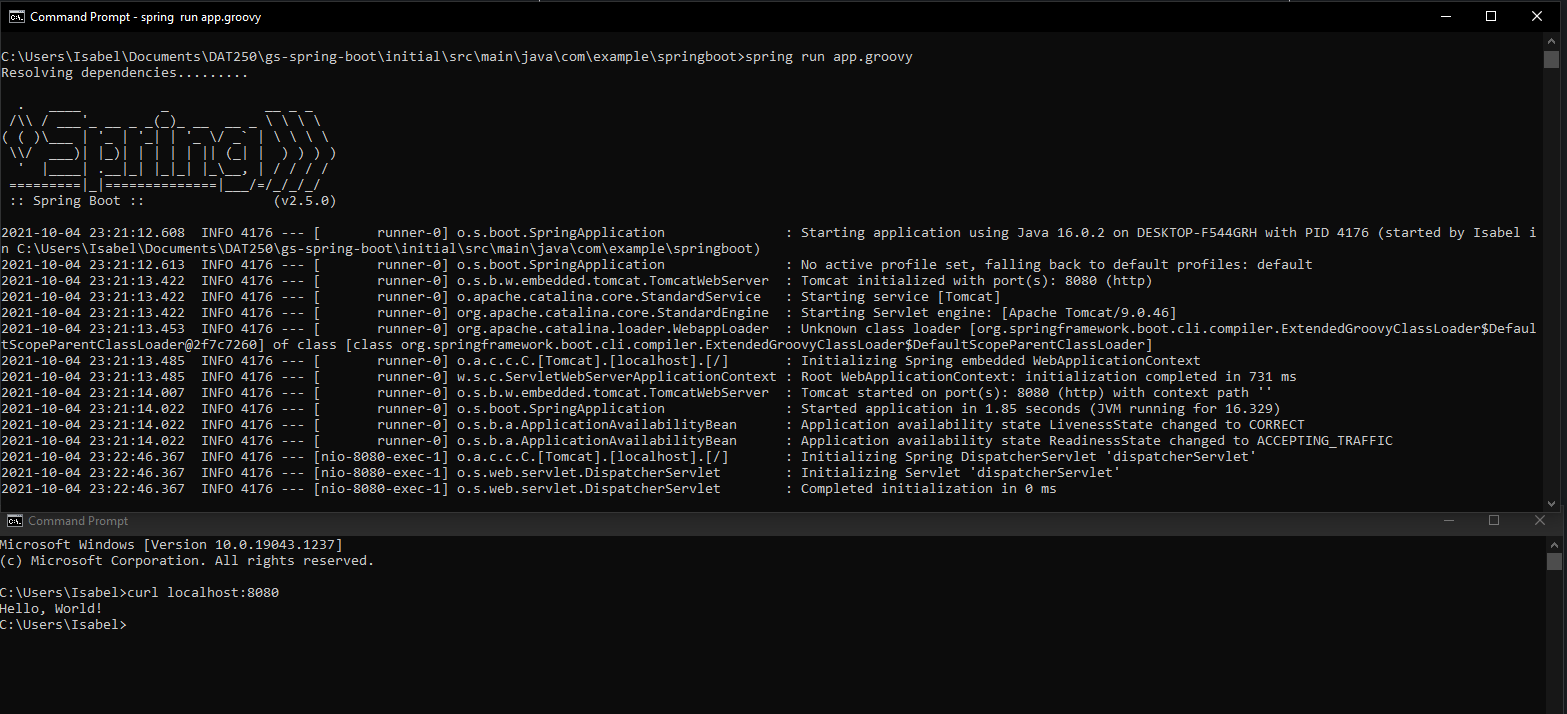 Command Prompt - spring  run app.groovy
C:\Users\Isabel\Documents\DAT250\gs-spring-boot\initial\src\main\java\com\example\springboot>spring run app.groovy
Resolving dependencies.........
  .   ____          _            __ _ _
 /\\ / ___'_ __ _ _(_)_ __  __ _ \ \ \ \
( ( )\___ | '_ | '_| | '_ \/ _` | \ \ \ \
 \\/  ___)| |_)| | | | | || (_| |  ) ) ) )
  '  |____| .__|_| |_|_| |_\__, | / / / /
 =========|_|==============|___/=/_/_/_/
 :: Spring Boot ::                (v2.5.0)
2021-10-04 23:21:12.608  INFO 4176 --- [       runner-0] o.s.boot.SpringApplication               : Starting application using Java 16.0.2 on DESKTOP-F544GRH with PID 4176 (started by Isabel i
n C:\Users\Isabel\Documents\DAT250\gs-spring-boot\initial\src\main\java\com\example\springboot)
2021-10-04 23:21:12.613  INFO 4176 --- [       runner-0] o.s.boot.SpringApplication               : No active profile set, falling back to default profiles: default
2021-10-04 23:21:13.422  INFO 4176 --- [       runner-0] o.s.b.w.embedded.tomcat.TomcatWebServer  : Tomcat initialized with port(s): 8080 (http)
2021-10-04 23:21:13.422  INFO 4176 --- [       runner-0] o.apache.catalina.core.StandardService   : Starting service [Tomcat]
2021-10-04 23:21:13.422  INFO 4176 --- [       runner-0] org.apache.catalina.core.StandardEngine  : Starting Servlet engine: [Apache Tomcat/9.0.46]
2021-10-04 23:21:13.453  INFO 4176 --- [       runner-0] org.apache.catalina.loader.WebappLoader  : Unknown class loader [org.springframework.boot.cli.compiler.ExtendedGroovyClassLoader$Defaul
tScopeParentClassLoader@2f7c7260] of class [class org.springframework.boot.cli.compiler.ExtendedGroovyClassLoader$DefaultScopeParentClassLoader]
2021-10-04 23:21:13.485  INFO 4176 --- [       runner-0] o.a.c.c.C.[Tomcat].[localhost].[/]       : Initializing Spring embedded WebApplicationContext
2021-10-04 23:21:13.485  INFO 4176 --- [       runner-0] w.s.c.ServletWebServerApplicationContext : Root WebApplicationContext: initialization completed in 731 ms
2021-10-04 23:21:14.007  INFO 4176 --- [       runner-0] o.s.b.w.embedded.tomcat.TomcatWebServer  : Tomcat started on port(s): 8080 (http) with context path ''
2021-10-04 23:21:14.022  INFO 4176 --- [       runner-0] o.s.boot.SpringApplication               : Started application in 1.85 seconds (JVM running for 16.329)
2021-10-04 23:21:14.022  INFO 4176 --- [       runner-0] o.s.b.a.ApplicationAvailabilityBean      : Application availability state LivenessState changed to CORRECT
2021-10-04 23:21:14.022  INFO 4176 --- [       runner-0] o.s.b.a.ApplicationAvailabilityBean      : Application availability state ReadinessState changed to ACCEPTING_TRAFFIC
2021-10-04 23:22:46.367  INFO 4176 --- [nio-8080-exec-1] o.a.c.c.C.[Tomcat].[localhost].[/]       : Initializing Spring DispatcherServlet 'dispatcherServlet'
2021-10-04 23:22:46.367  INFO 4176 --- [nio-8080-exec-1] o.s.web.servlet.DispatcherServlet        : Initializing Servlet 'dispatcherServlet'
2021-10-04 23:22:46.367  INFO 4176 --- [nio-8080-exec-1] o.s.web.servlet.DispatcherServlet        : Completed initialization in 0 ms
Command Prompt
Microsoft Windows [Version 10.0.19043.1237]
(c) Microsoft Corporation. All rights reserved.
C:\Users\Isabel>curl localhost:8080
Hello, World!
C:\Users\Isabel>